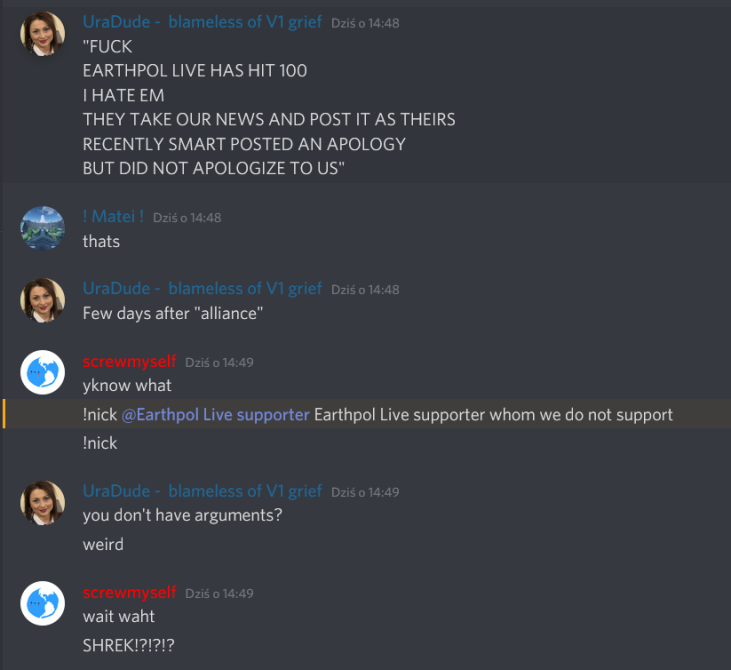 UraDude -  blameless of V1 grief Dziś o 14:48
"FUCK
EARTHPOL LIVE HAS HIT 100
I HATE EM
THEY TAKE OUR NEWS AND POST IT AS THEIRS
RECENTLY SMART POSTED AN APOLOGY
BUT DID NOT APOLOGIZE TO US"
! Matei ! Dziś o 14:48
thats
UraDude -  blameless of V1 grief Dziś o 14:48
Few days after "alliance"
screwmyself Dziś o 14:49
yknow what
!nick @Earthpol Live supporter Earthpol Live supporter whom we do not support
!nick
UraDude -  blameless of V1 grief Dziś o 14:49
you don't have arguments?
weird
screwmyself Dziś o 14:49
wait waht
SHREK!?!?!?